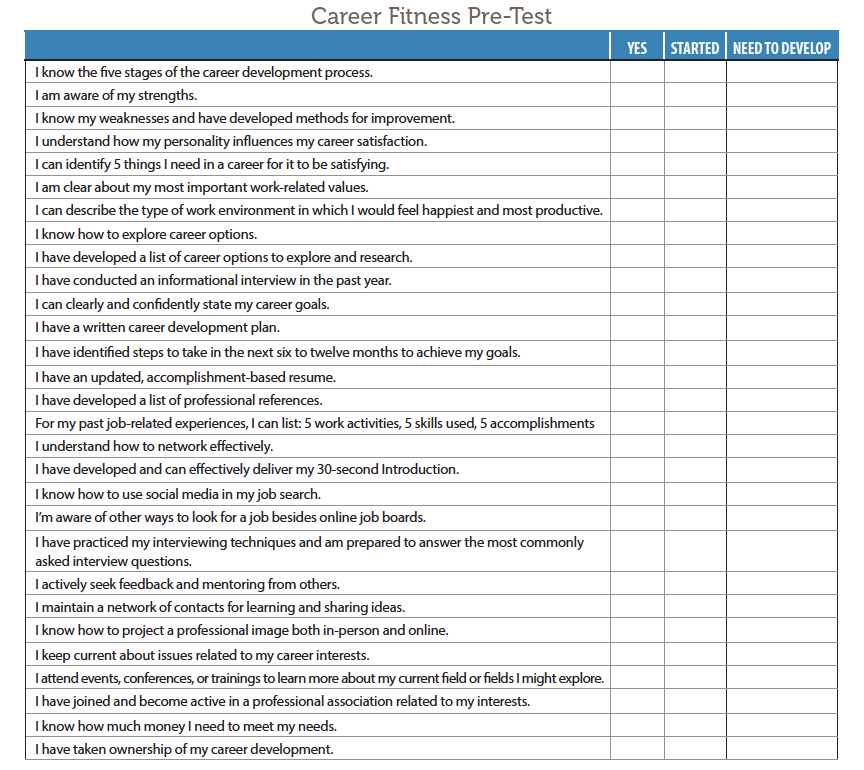 Career Fitness Pre-Test
YES STARTED NEED TO DEVELOP
I know the five stages of the career development process.
I am aware of my strengths.
I know my weaknesses and have developed methods for improvement.
I understand how my personality influences my career satisfaction.
I can identify 5 things I need in a career for it to be satisfying.
I am clear about my most important work-related values.
I can describe the type of work environment in which I would feel happiest and most productive.
I know how to explore career options.
I have developed a list of career options to explore and research.
I have conducted an informational interview in the past year.
I can clearly and confidently state my career goals.
I have a written career development plan.
I have identified steps to take in the next six to twelve months to achieve my goals.
I have an updated, accomplishment-based resume.
I have developed a list of professional references.
For my past job-related experiences, I can list: 5 work activities, 5 skills used, 5 accomplishments
I understand how to network effectively.
I have developed and can effectively deliver my 30-second Introduction.
I know how to use social media in my job search.
I'm aware of other ways to look for a job besides online job boards.
I have practiced my interviewing techniques and am prepared to answer the most commonly
asked interview questions.
I actively seek feedback and mentoring from others.
I maintain a network of contacts for learning and sharing ideas.
I know how to project a professional image both in-person and online.
I keep current about issues related to my career interests.
I attend events, conferences, or trainings to learn more about my current field or fields I might explore.
I have joined and become active in a professional association related to my interests.
I know how much money I need to meet my needs.
I have taken ownership of my career development.